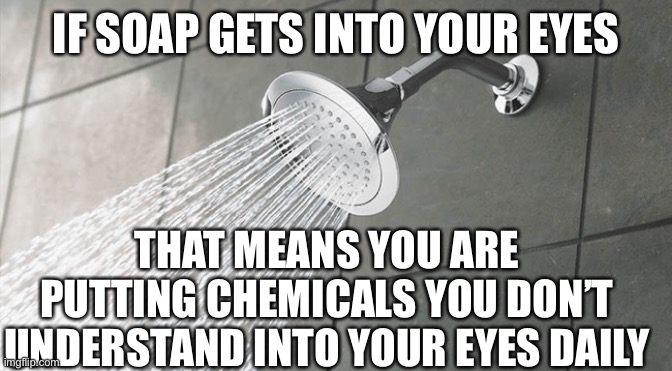 IF SOAP GETS INTO YOUR EYES
THAT MEANS YOU ARE
PUTTING CHEMICALS YOU DON'T
UNDERSTAND INTO YOUR EYES DAILY
imgflip.com